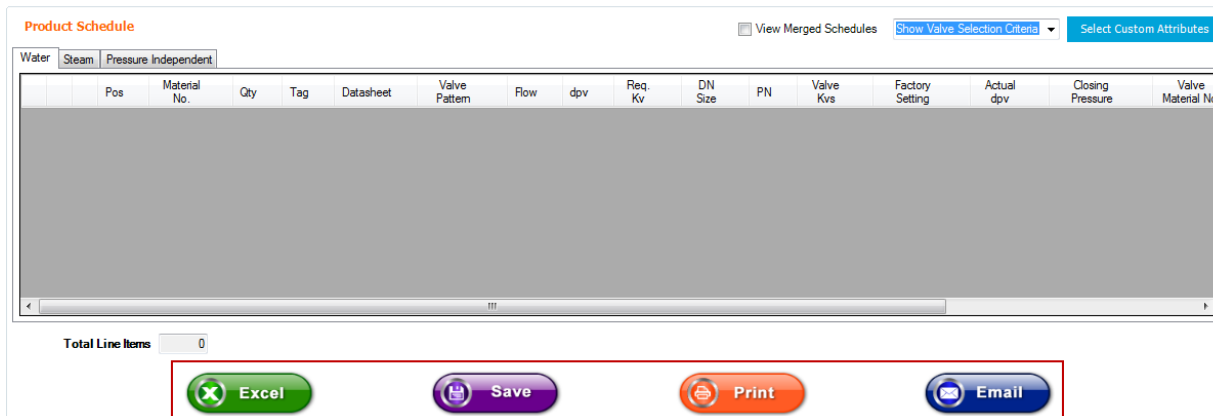 Product Schedule
View Merged Schedules Show Valve Selection Criteria Select Custom Attributes
Water Steam Pressure Independent
Pos Material No. Qty Tag Datasheet Valve Pattern Flow dpv Req. Kv DN Size PN Valve Kvs Factory Setting Actual dpv Closing Pressure Valve Material No
Total Line Items 0
Excel Save Print Email